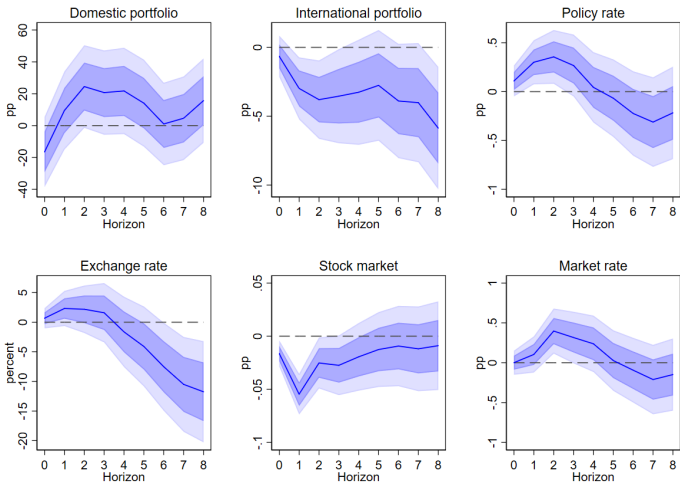 Domestic portfolio
pp
60
40
20
0
20
40
0 1 2 3 4 5 6 7 8
Horizon
International portfolio
pp
0
-5
-10
0 1 2 3 4 5 6 7 8
Horizon
Policy rate
pp
.5
0
-.5
-1
0 1 2 3 4 5 6 7 8
Horizon
Exchange rate
percent
5
0
-5
-10
-15
-20
0 1 2 3 4 5 6 7 8
Horizon
Stock market
pp
.05
0
-.05
-.1
0 1 2 3 4 5 6 7 8
Horizon
Market rate
pp
1
.5
0
-.5
-1
0 1 2 3 4 5 6 7 8
Horizon